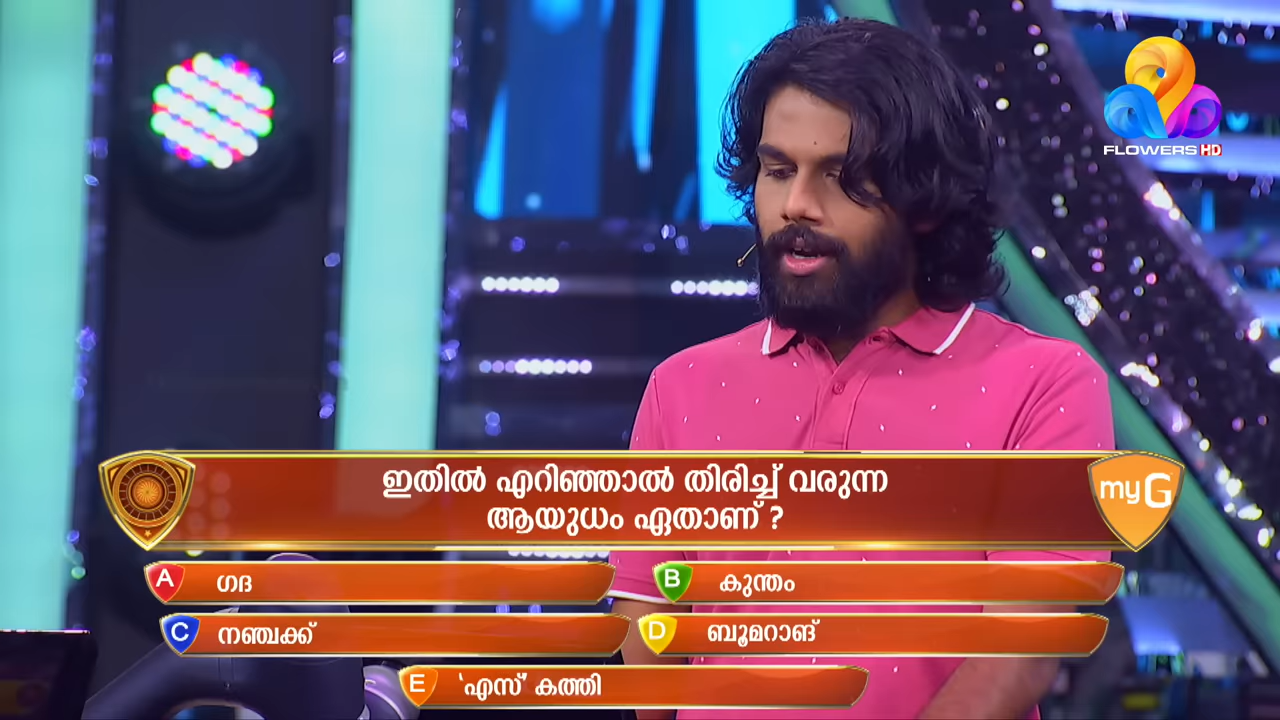 FLOWERS HD
ഇതിൽ എറിഞ്ഞാൽ തിരിച്ച് വരുന്ന
ആയുധം ഏതാണ് ?
myG
A ഗദ
B കുന്തം
C നഞ്ചക്ക്
D ബൂമറാങ്
E 'എസ്' കത്തി